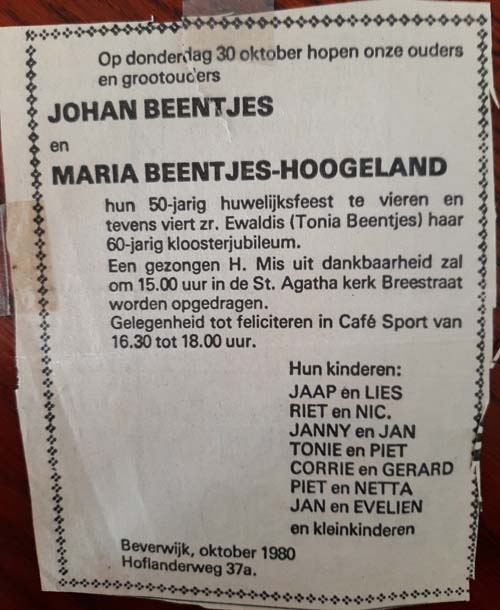 Op donderdag 30 oktober hopen onze ouders
en grootouders
JOHAN BEENTJES
en
MARIA BEENTJES-HOOGELAND
hun 50-jarig huwelijksfeest te vieren en
tevens viert zr. Ewaldis (Tonia Beentjes) haar
60-jarig kloosterjubileum.
Een gezongen H. Mis uit dankbaarheid zal
om 15.00 uur in de St. Agatha kerk Breestraat
worden opgedragen.
Gelegenheid tot feliciteren in Café Sport van
16.30 tot 18.00 uur.
Hun kinderen:
JAAP en LIES
RIET en NIC.
JANNY en JAN
TONIE en PIET
CORRIE en GERARD
PIET en NETTA
JAN en EVELIEN
en kleinkinderen
Beverwijk, oktober 1980
Hoflanderweg 37a.